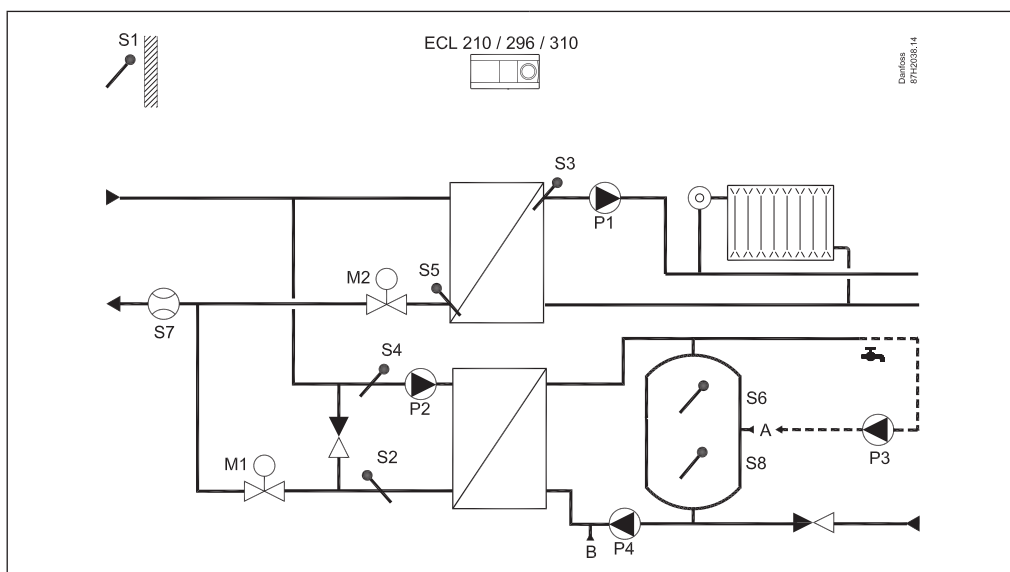 S1
ECL 210 / 296 / 310
Danfoss
87H2038.14
S3
P1
M2
S5
S7
S4
P2
S6
A
P3
M1
S2
S8
B
P4